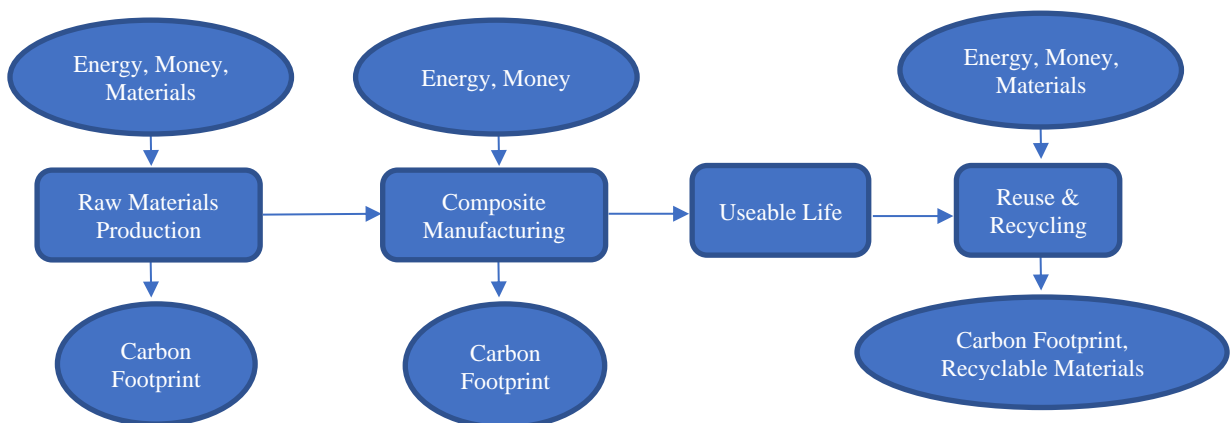 Energy, Money,
Materials
Energy, Money
Energy, Money,
Materials
Raw Materials
Production
Composite
Manufacturing
Useable Life
Reuse &
Recycling
Carbon
Footprint
Carbon
Footprint
Carbon Footprint,
Recyclable Materials